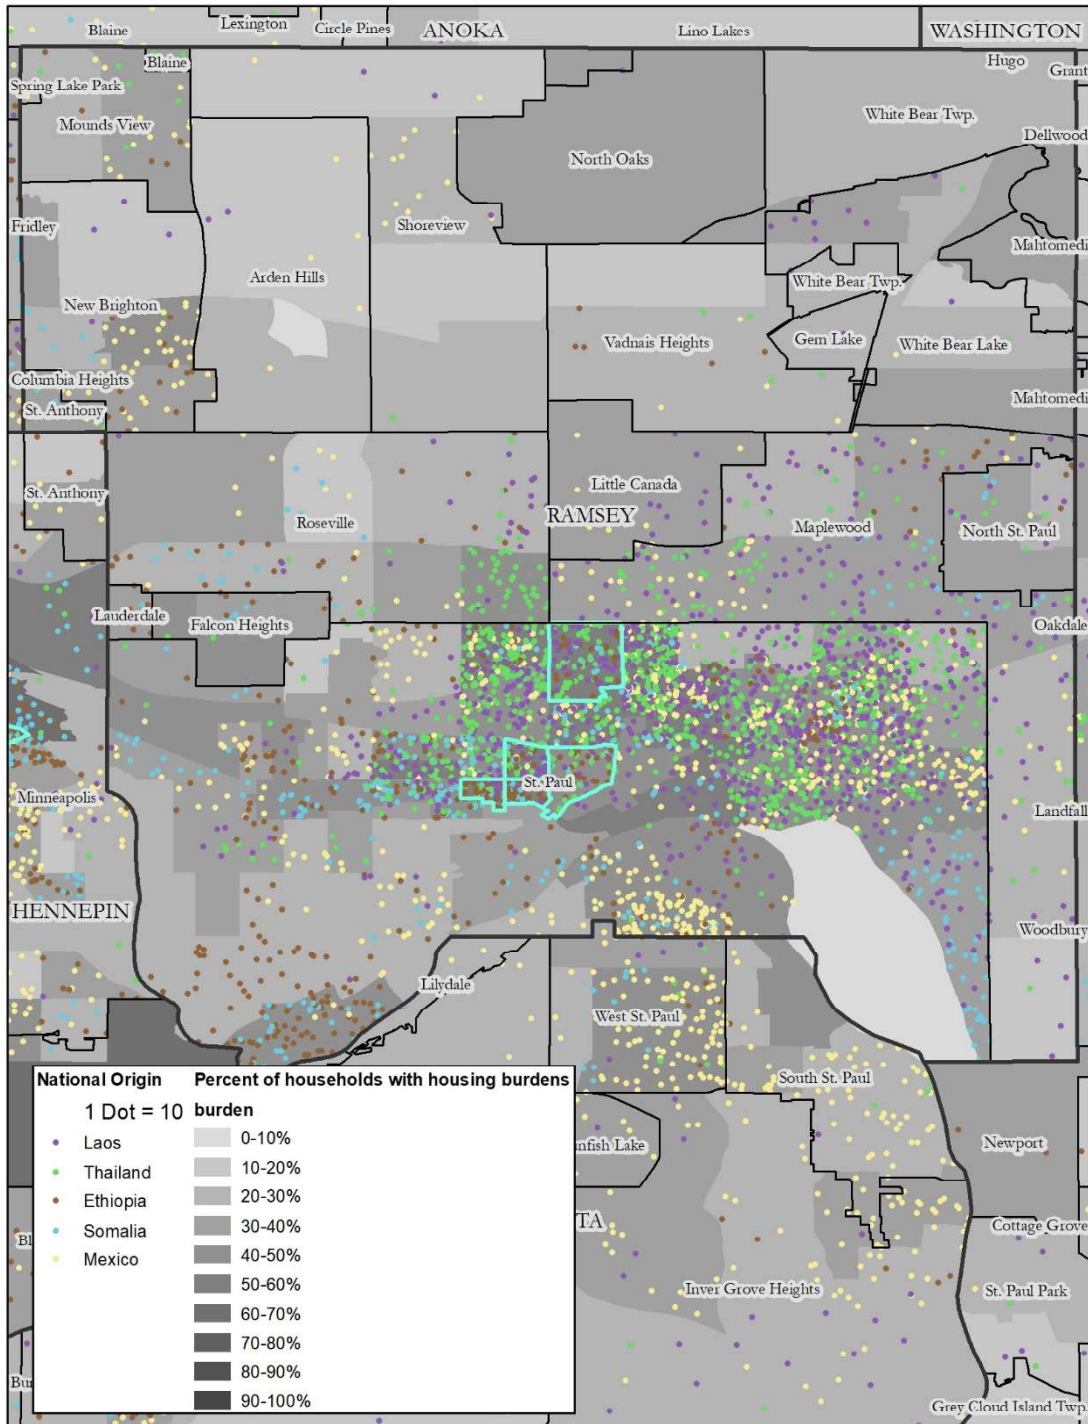 Blaine
Lexington
Circle Pines
ANOKA
Lino Lakes
WASHINGTON
Blaine
Hugo
Grant
Spring Lake Park
Mounds View
White Bear Twp.
Dellwood
North Oaks
Fridley
Shoreview
Mahtomedi
Arden Hills
White Bear Twp.
New Brighton
Vadnais Heights
Gem Lake
White Bear Lake
Columbia Heights
Mahtomedi
St. Anthony
St. Anthony
Little Canada
Roseville
RAMSEY
Maplewood
North St. Paul
Lauderdale
Falcon Heights
Oakdale
St. Paul
Minneapolis
Landfall
HENNEPIN
Woodbury
Lilydale
West St. Paul
South St. Paul
National Origin
1 Dot = 10
Laos
Thailand
Ethiopia
Somalia
Mexico
Percent of households with housing burdens
burden
0-10%
10-20%
20-30%
30-40%
40-50%
50-60%
60-70%
70-80%
80-90%
90-100%
nfish Lake
Newport
TA
Cottage Grove
Bl
Inver Grove Heights
St. Paul Park
Bu
Grey Cloud Island Twp.